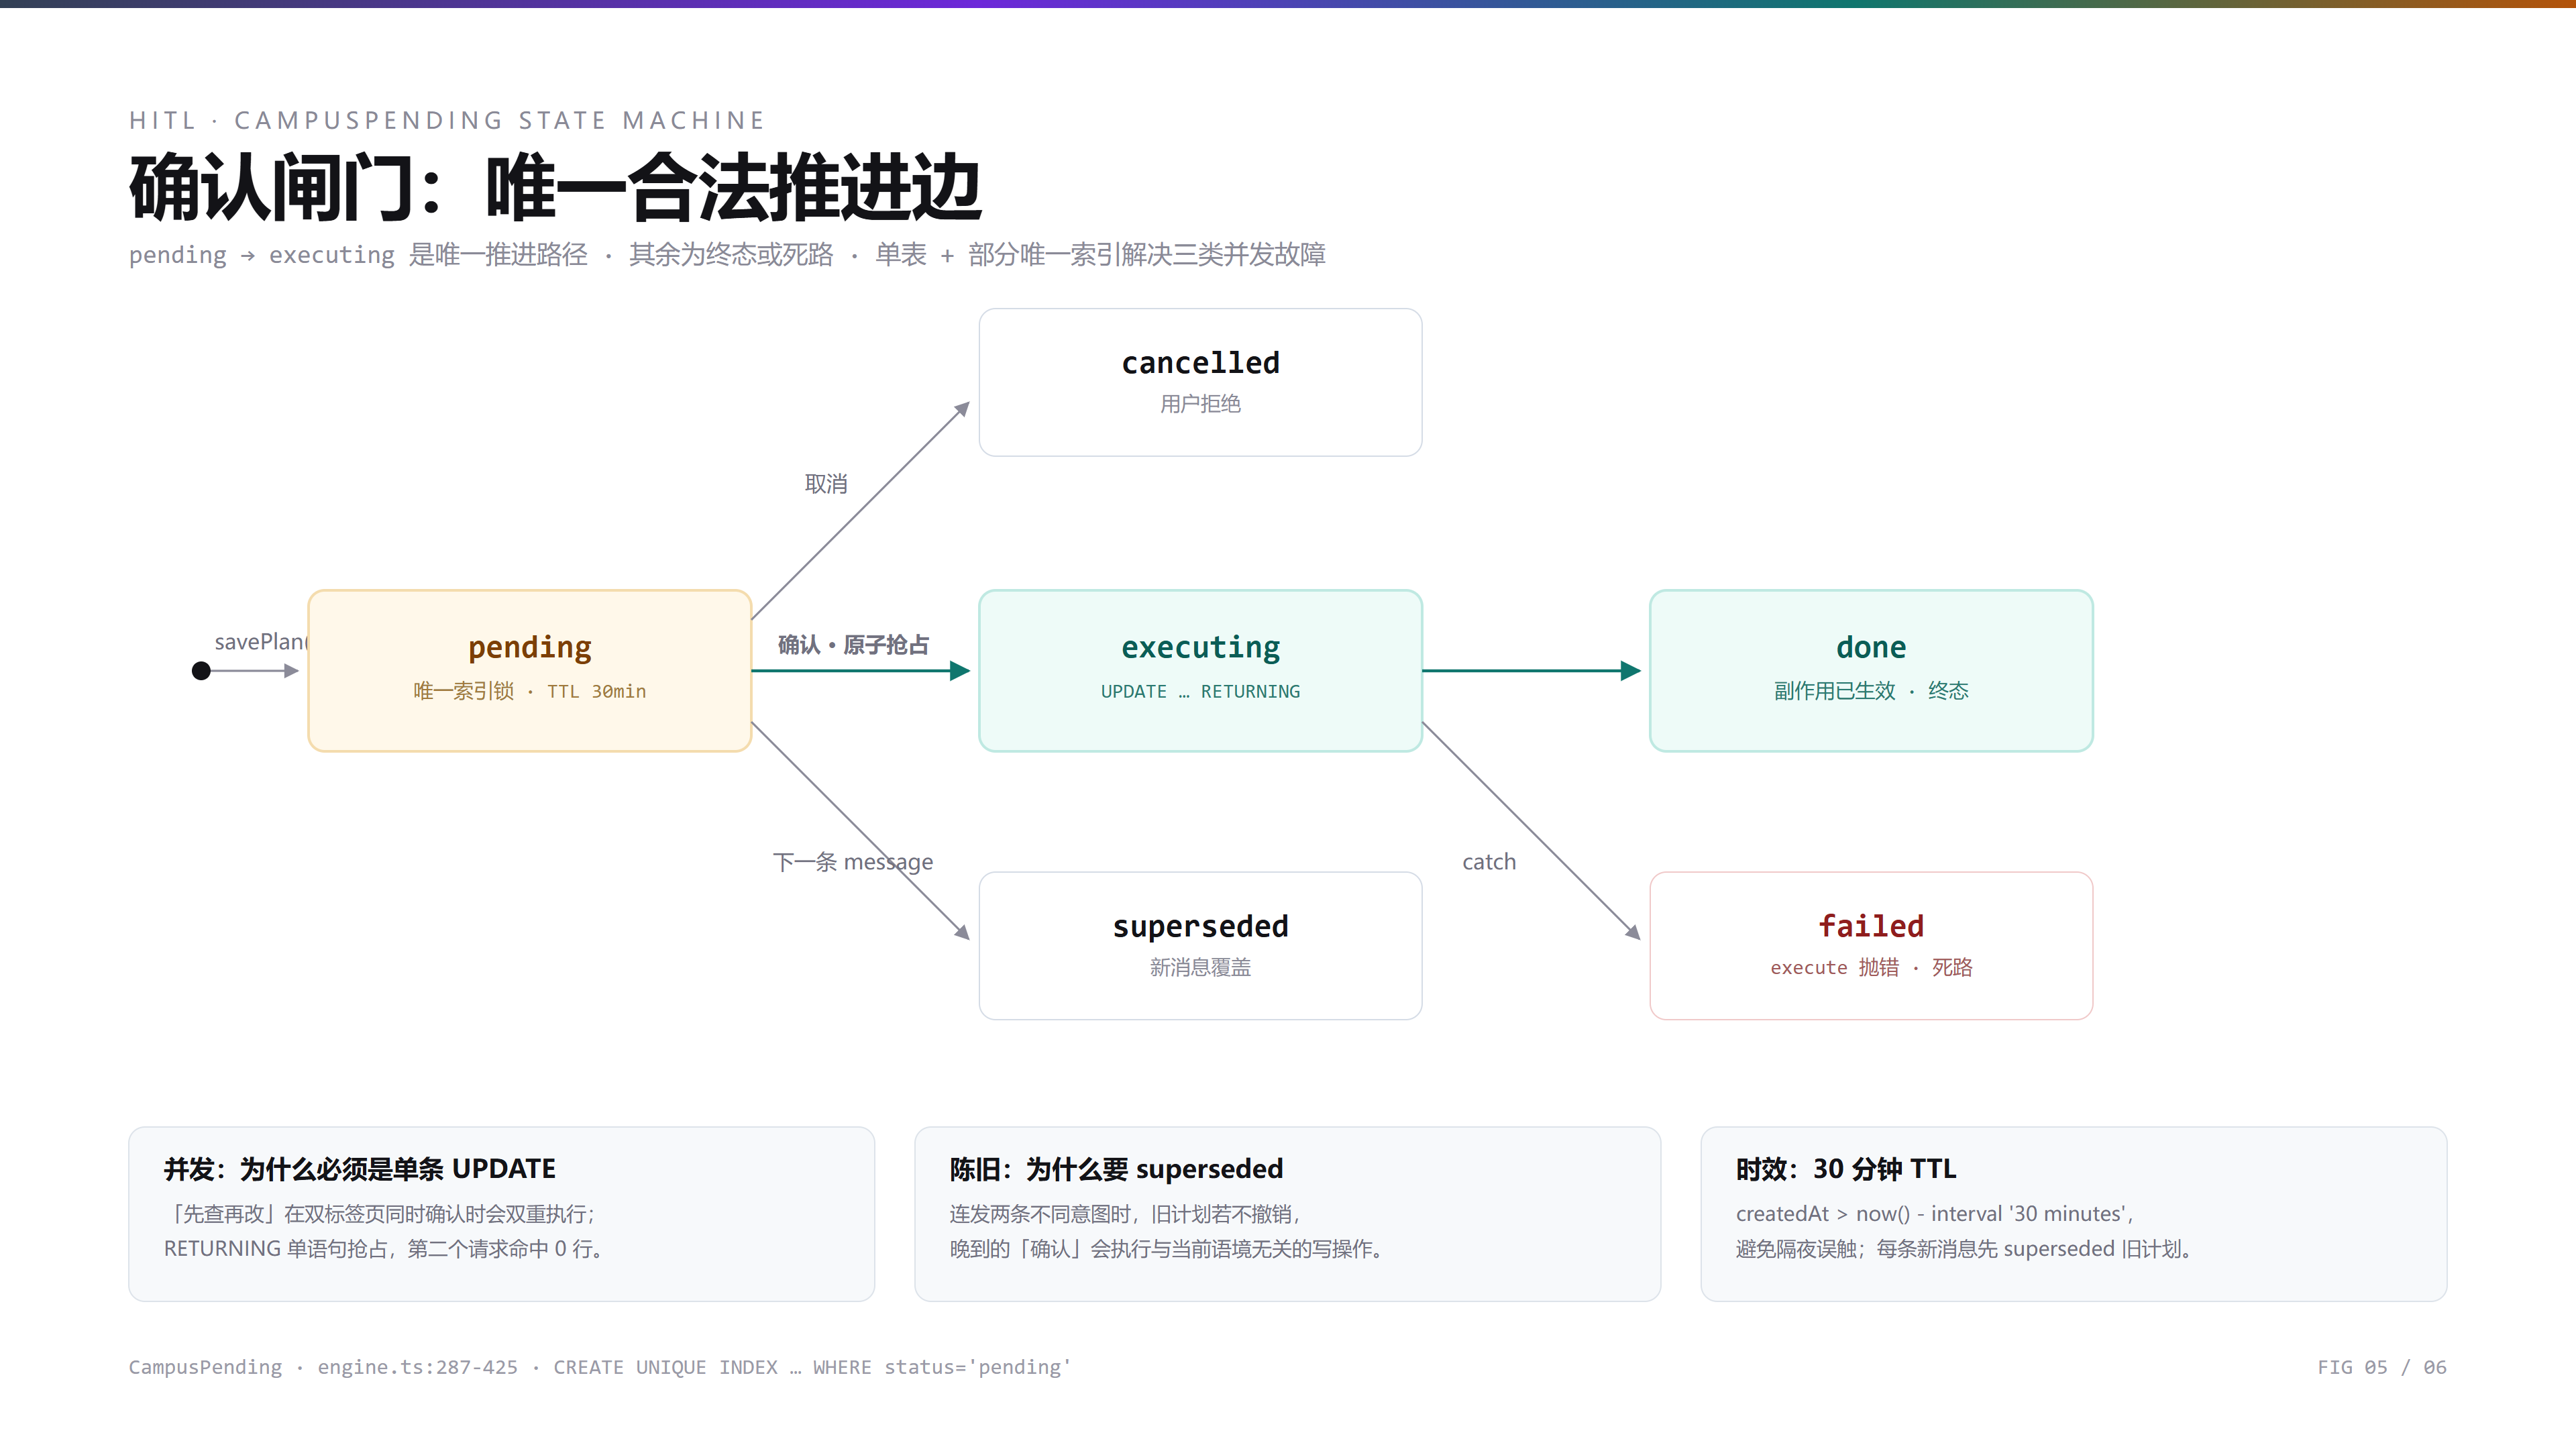 HITL · CAMPUSPENDING STATE MACHINE
确认闸门：唯一合法推进边
pending → executing 是唯一推进路径 · 其余为终态或死路 · 单表 + 部分唯一索引解决三类并发故障
cancelled
用户拒绝
取消
savePlan(
pending
唯一索引锁 · TTL 30min
确认 · 原子抢占
executing
UPDATE … RETURNING
done
副作用已生效 · 终态
下一条 message
catch
superseded
新消息覆盖
failed
execute 抛错 · 死路
并发：为什么必须是单条 UPDATE
「先查再改」在双标签页同时确认时会双重执行；
RETURNING 单语句抢占，第二个请求命中 0 行。
陈旧：为什么要 superseded
连发两条不同意图时，旧计划若不撤销，
晚到的「确认」会执行与当前语境无关的写操作。
时效：30 分钟 TTL
createdAt > now() - interval '30 minutes'，
避免隔夜误触；每条新消息先 superseded 旧计划。
CampusPending · engine.ts:287-425 · CREATE UNIQUE INDEX … WHERE status='pending'
FIG 05 / 06